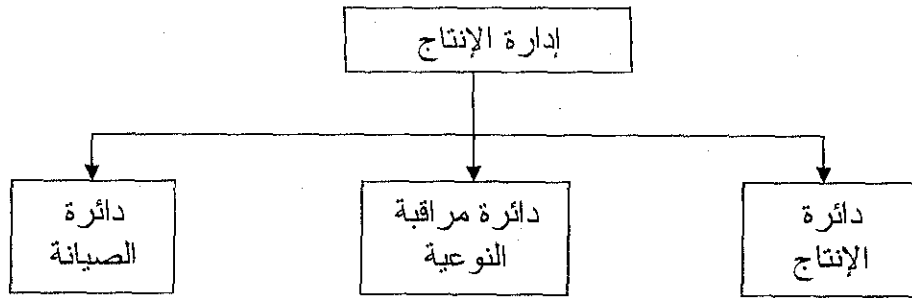 إدارة الإنتاج
دائرة
الإنتاج
دائرة مراقبة
النوعية
دائرة
الصيانة